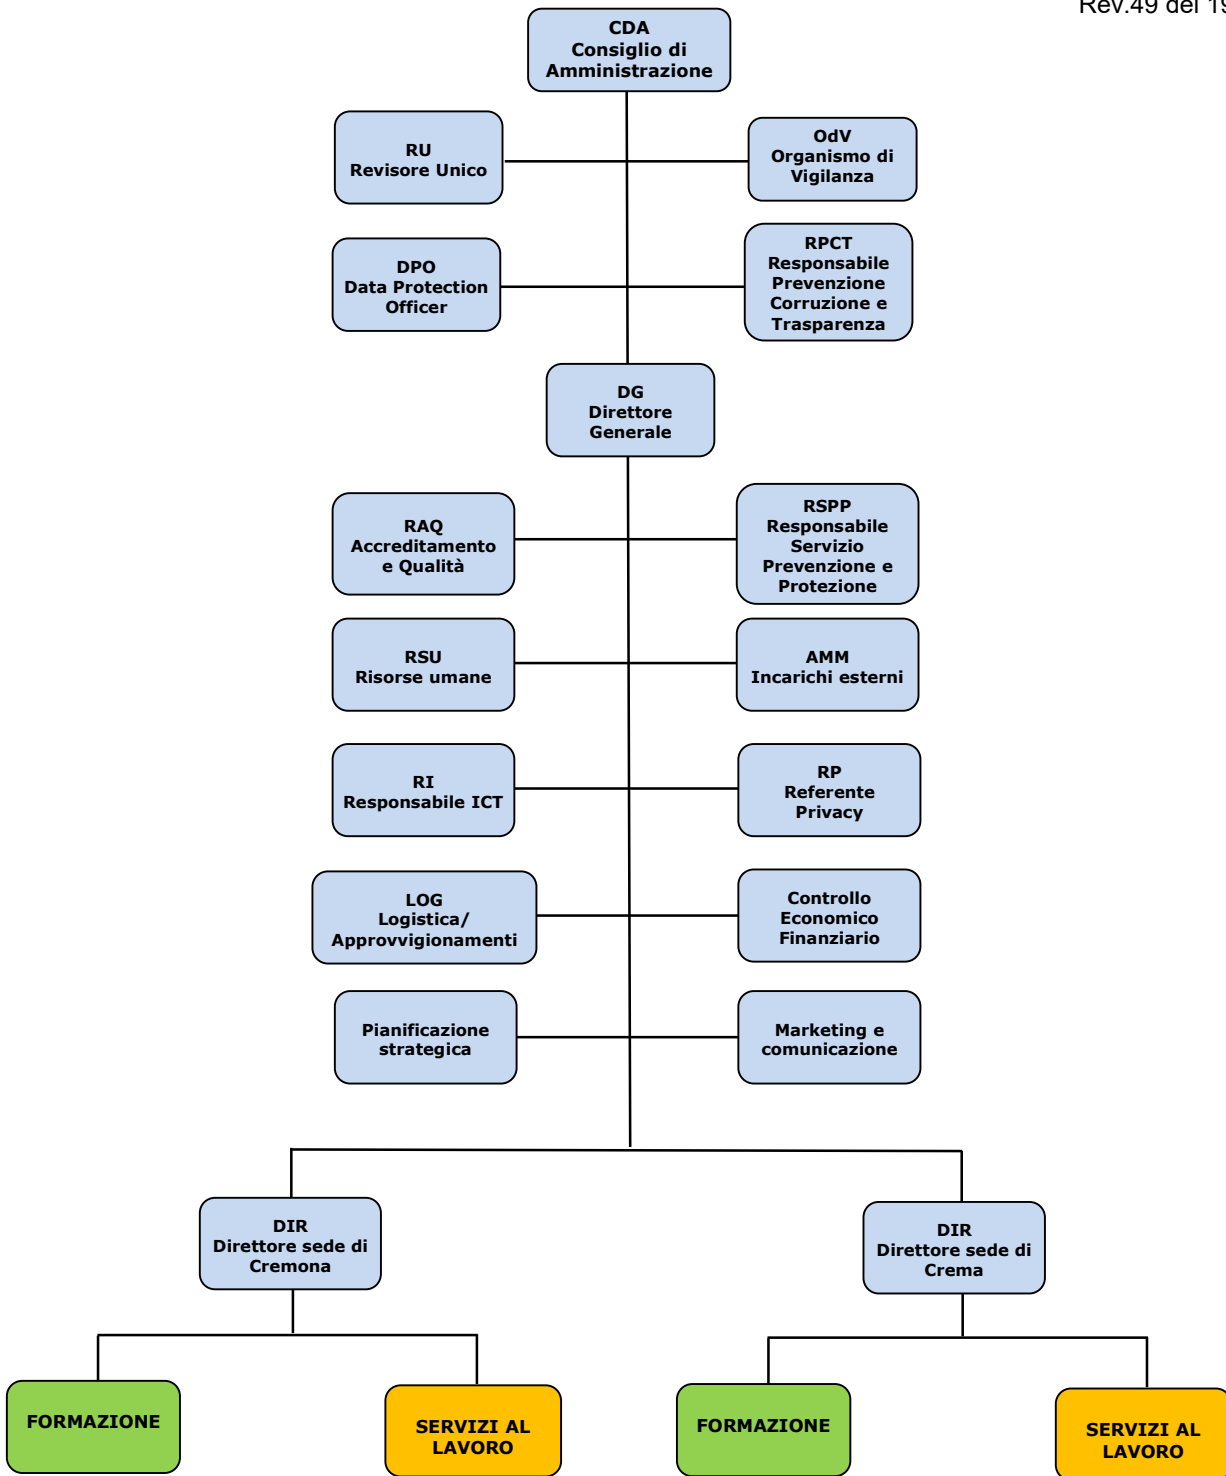 Rev.49 del 19
CDA
Consiglio di
Amministrazione
RU
Revisore Unico
OdV
Organismo di
Vigilanza
DPO
Data Protection
Officer
RPCT
Responsabile
Prevenzione
Corruzione e
Trasparenza
DG
Direttore
Generale
RAQ
Accreditamento
e Qualità
RSPP
Responsabile
Servizio
Prevenzione e
Protezione
RSU
Risorse umane
AMM
Incarichi esterni
RI
Responsabile ICT
RP
Referente
Privacy
LOG
Logistica/
Approvvigionamenti
Controllo
Economico
Finanziario
Pianificazione
strategica
Marketing e
comunicazione
DIR
Direttore sede di
Cremona
DIR
Direttore sede di
Crema
FORMAZIONE
SERVIZI AL
LAVORO
FORMAZIONE
SERVIZI AL
LAVORO